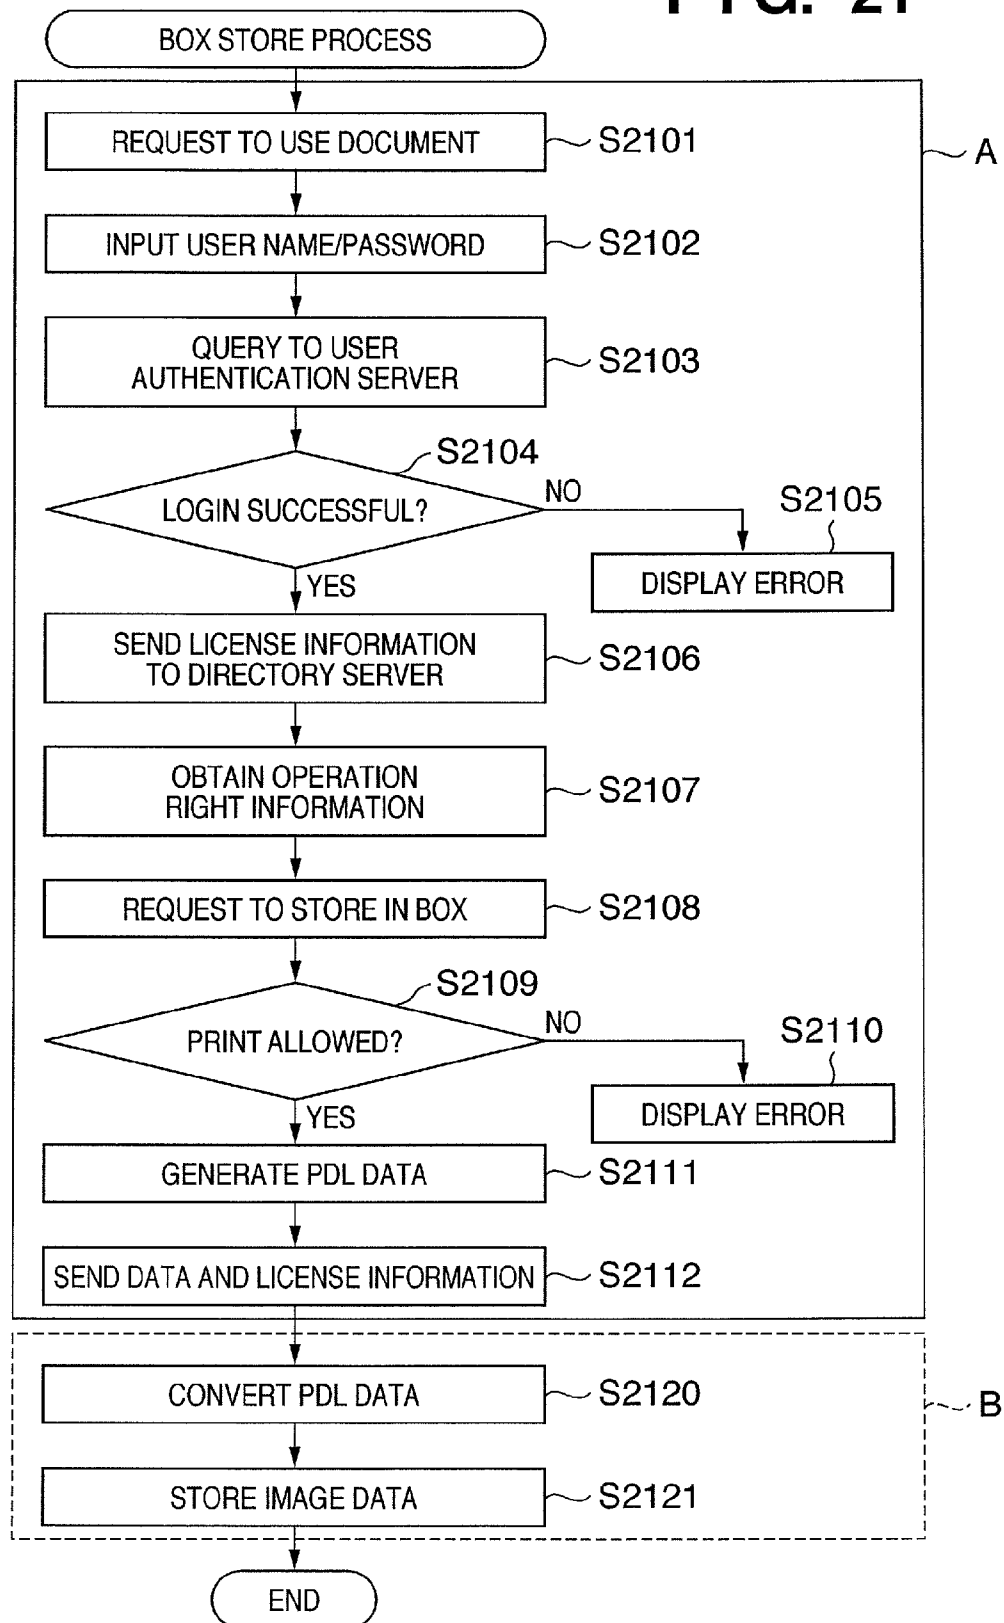 FIG. 21
BOX STORE PROCESS
REQUEST TO USE DOCUMENT
S2101
A
INPUT USER NAME/PASSWORD
S2102
QUERY TO USER
AUTHENTICATION SERVER
S2103
S2104
LOGIN SUCCESSFUL?
NO
S2105
DISPLAY ERROR
YES
SEND LICENSE INFORMATION
TO DIRECTORY SERVER
S2106
OBTAIN OPERATION
RIGHT INFORMATION
S2107
REQUEST TO STORE IN BOX
S2108
S2109
PRINT ALLOWED?
NO
S2110
DISPLAY ERROR
YES
GENERATE PDL DATA
S2111
SEND DATA AND LICENSE INFORMATION
S2112
CONVERT PDL DATA
S2120
B
STORE IMAGE DATA
S2121
END